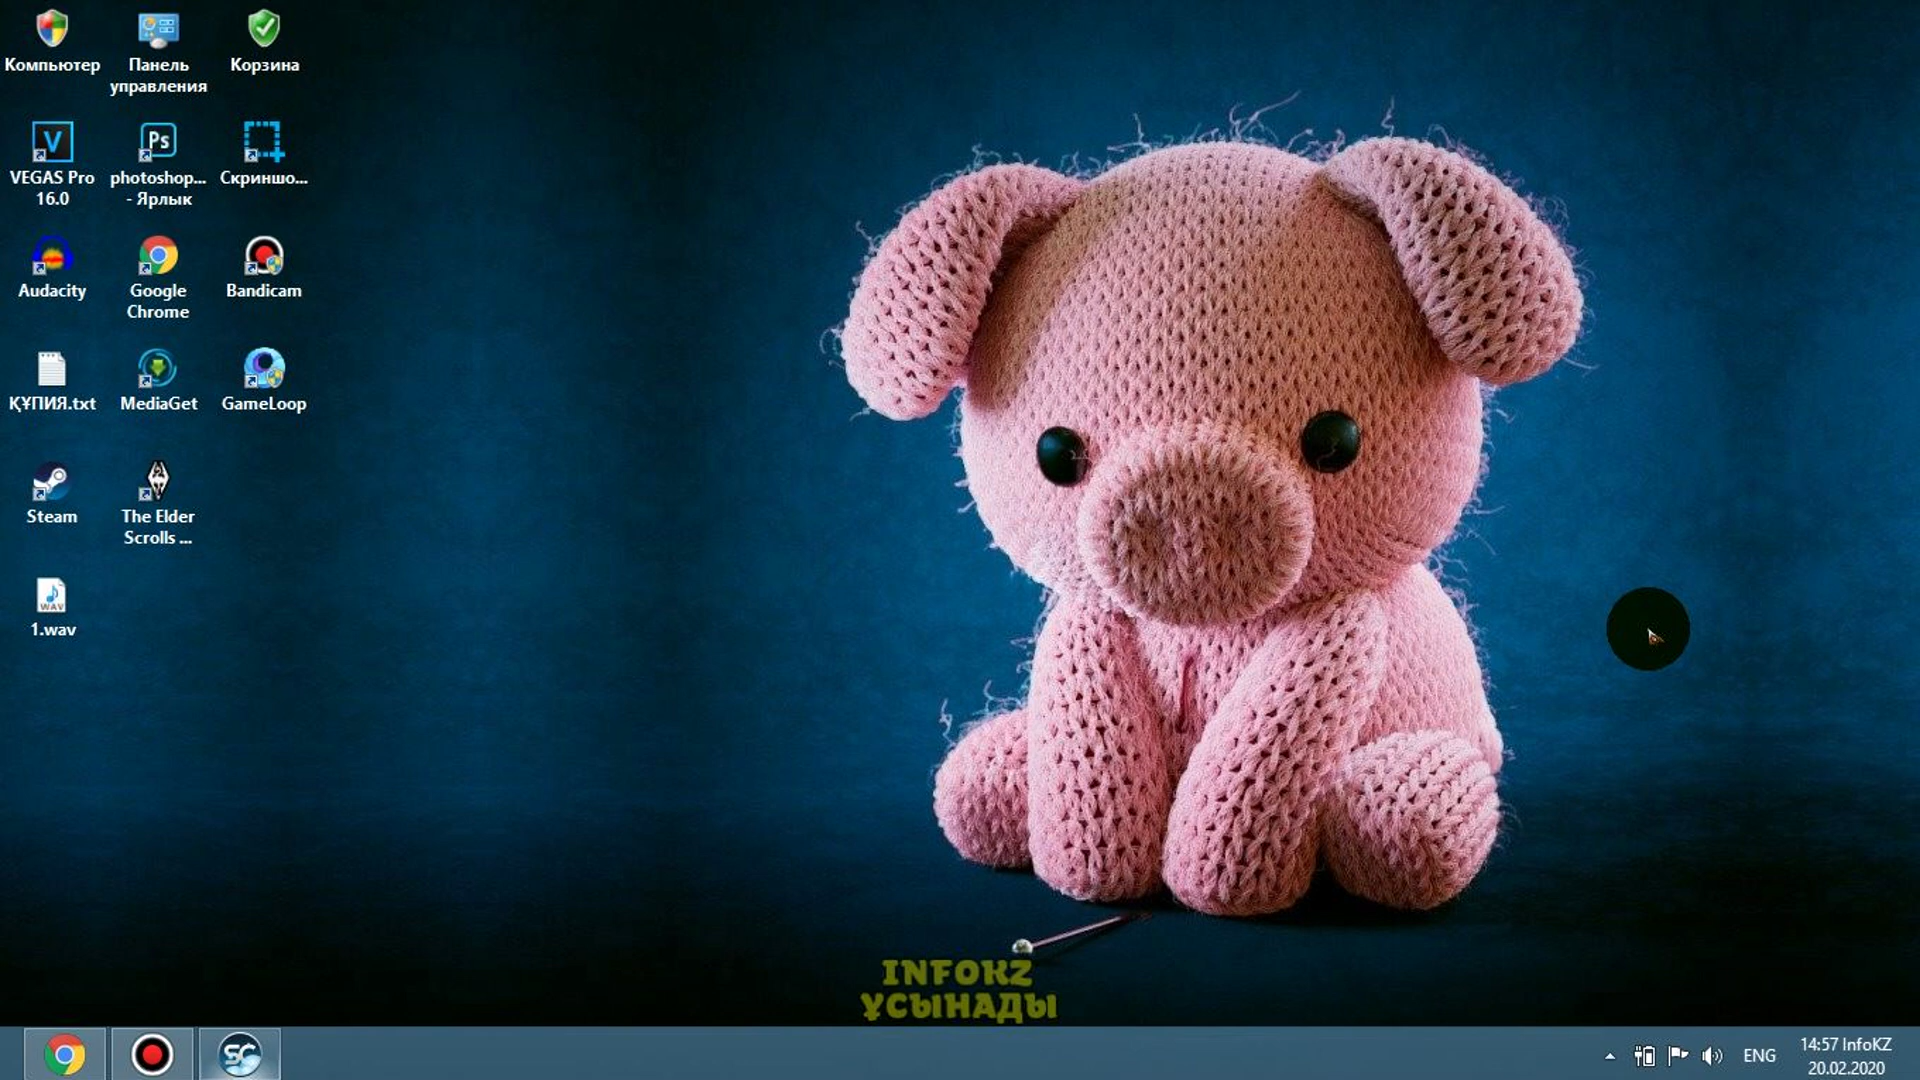 Компьютер
Панель
управления
Корзина
VEGAS Pro
16.0
photoshop...
- Ярлык
Скриншо...
Audacity
Google
Chrome
Bandicam
ҚҰПИЯ.txt
MediaGet
GameLoop
Steam
The Elder
Scrolls ...
1.wav
INFOKZ
ҰСЫНАДЫ
ENG
14:57 InfoKZ
20.02.2020